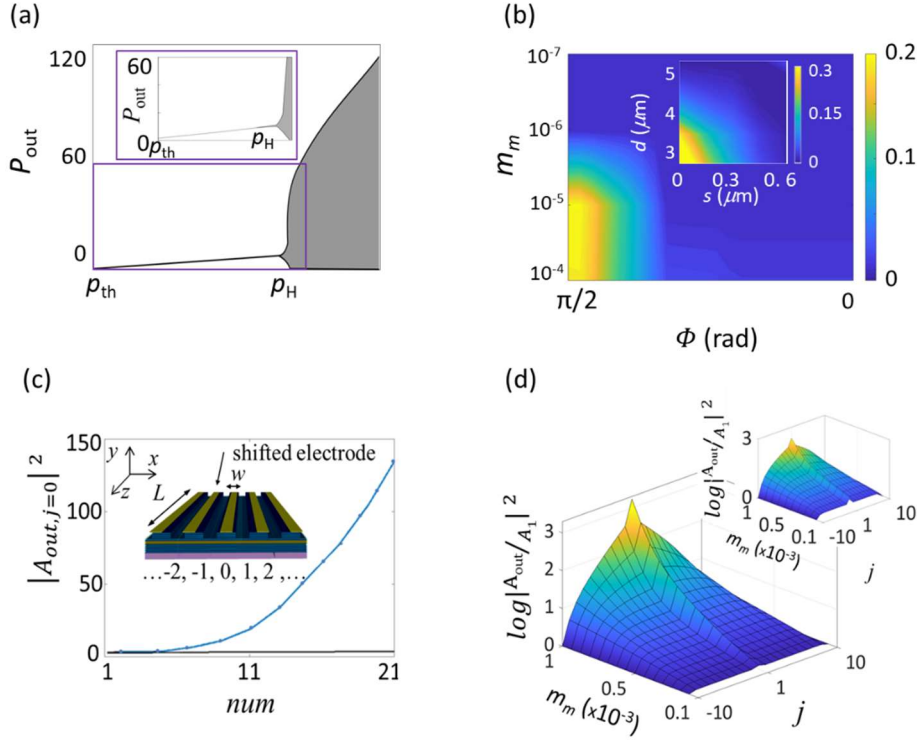 (a)
120
60
0
P_out
p_th
p_H
60
P_out
0
p_th
p_H
(b)
m_m
10⁻⁷
10⁻⁶
10⁻⁵
10⁻⁴
π/2
0
Φ (rad)
0.2
0.1
0
d (μm)
5
4
3
0
0.3
0.6
s (μm)
0.3
0.15
0
(c)
|A_out,j=0|²
150
100
50
0
1
11
21
num
y
x
z
L
w
shifted electrode
...-2, -1, 0, 1, 2 ,...
(d)
log|A_out/A_1|²
3
2
1
0
1
0.5
0.1
m_m (x10⁻³)
-10
1
10
j
log|A_out/A_1|²
3
0
1
0.5
0.1
m_m (x10⁻³)
-10
1
10
j